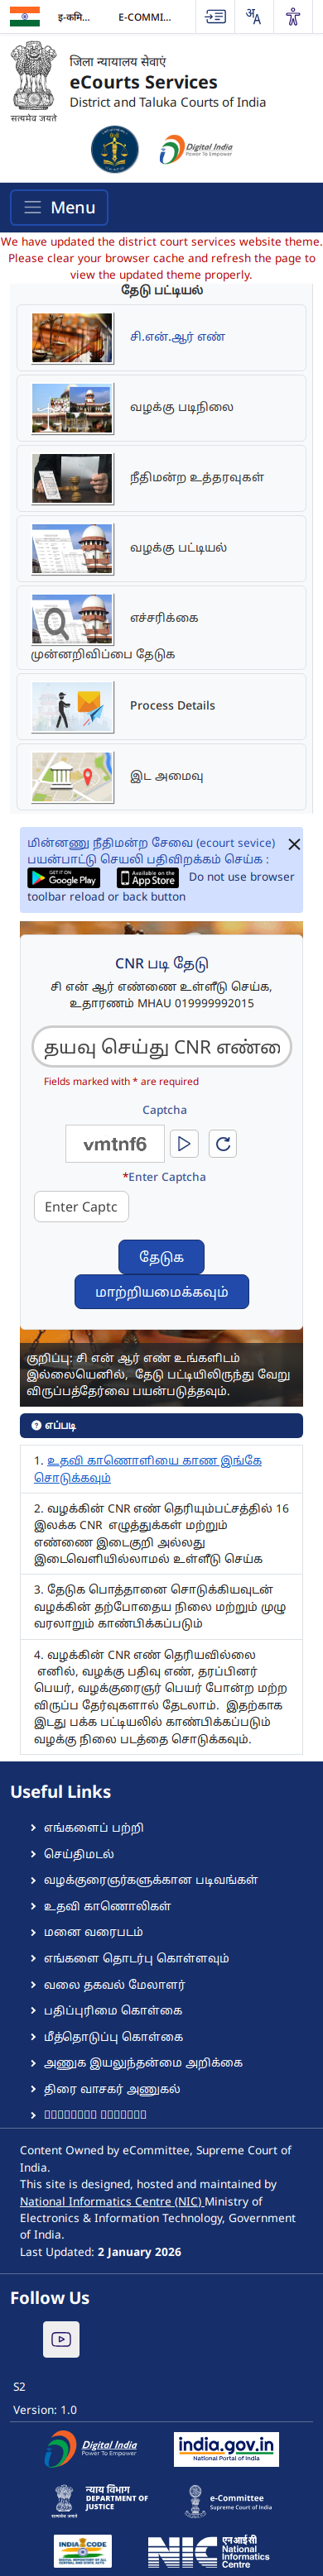 इ-कमि...
E-COMMI...
जिला न्यायालय सेवाएं
eCourts Services
District and Taluka Courts of India
सत्यमेव जयते
Digital India
Power To Empower
Menu
We have updated the district court services website theme.
Please clear your browser cache and refresh the page to
view the updated theme properly.
தேடு பட்டியல்
சி.என்.ஆர் எண்
வழக்கு படிநிலை
நீதிமன்ற உத்தரவுகள்
வழக்கு பட்டியல்
எச்சரிக்கை
முன்னறிவிப்பை தேடுக
Process Details
இட அமைவு
மின்னணு நீதிமன்ற சேவை (ecourt sevice)
பயன்பாட்டு செயலி பதிவிறக்கம் செய்க :
GET IT ON Google Play Available on the App Store Do not use browser
toolbar reload or back button
CNR படி தேடு
சி என் ஆர் எண்ணை உள்ளீடு செய்க,
உதாரணம் MHAU 019999992015
தயவு செய்து CNR எண்ணை
Fields marked with * are required
Captcha
vmtnf6
*Enter Captcha
Enter Captc
தேடுக
மாற்றியமைக்கவும்
குறிப்பு: சி என் ஆர் எண் உங்களிடம்
இல்லையெனில், தேடு பட்டியிலிருந்து வேறு
விருப்பத்தேர்வை பயன்படுத்தவும்.
எப்படி
1. உதவி காணொளியை காண இங்கே
சொடுக்கவும்
2. வழக்கின் CNR எண் தெரியும்பட்சத்தில் 16
இலக்க CNR எழுத்துக்கள் மற்றும்
எண்ணை இடைகுறி அல்லது
இடைவெளியில்லாமல் உள்ளீடு செய்க
3. தேடுக பொத்தானை சொடுக்கியவுடன்
வழக்கின் தற்போதைய நிலை மற்றும் முழு
வரலாறும் காண்பிக்கப்படும்
4. வழக்கின் CNR எண் தெரியவில்லை
எனில், வழக்கு பதிவு எண், தரப்பினர்
பெயர், வழக்குரைஞர் பெயர் போன்ற மற்ற
விருப்ப தேர்வுகளால் தேடலாம். இதற்காக
இடது பக்க பட்டியலில் காண்பிக்கப்படும்
வழக்கு நிலை படத்தை சொடுக்கவும்.
Useful Links
எங்களைப் பற்றி
செய்திமடல்
வழக்குரைஞர்களுக்கான படிவங்கள்
உதவி காணொலிகள்
மனை வரைபடம்
எங்களை தொடர்பு கொள்ளவும்
வலை தகவல் மேலாளர்
பதிப்புரிமை கொள்கை
மீத்தொடுப்பு கொள்கை
அணுக இயலுந்தன்மை அறிக்கை
திரை வாசகர் அணுகல்
Content Owned by eCommittee, Supreme Court of
India.
This site is designed, hosted and maintained by
National Informatics Centre (NIC) Ministry of
Electronics & Information Technology, Government
of India.
Last Updated: 2 January 2026
Follow Us
S2
Version: 1.0
Digital India
Power To Empower
india.gov.in
National Portal of India
न्याय विभाग
DEPARTMENT OF
JUSTICE
e-Committee
Supreme Court of India
INDIA CODE
NIC एनआईसी
National
Informatics
Centre